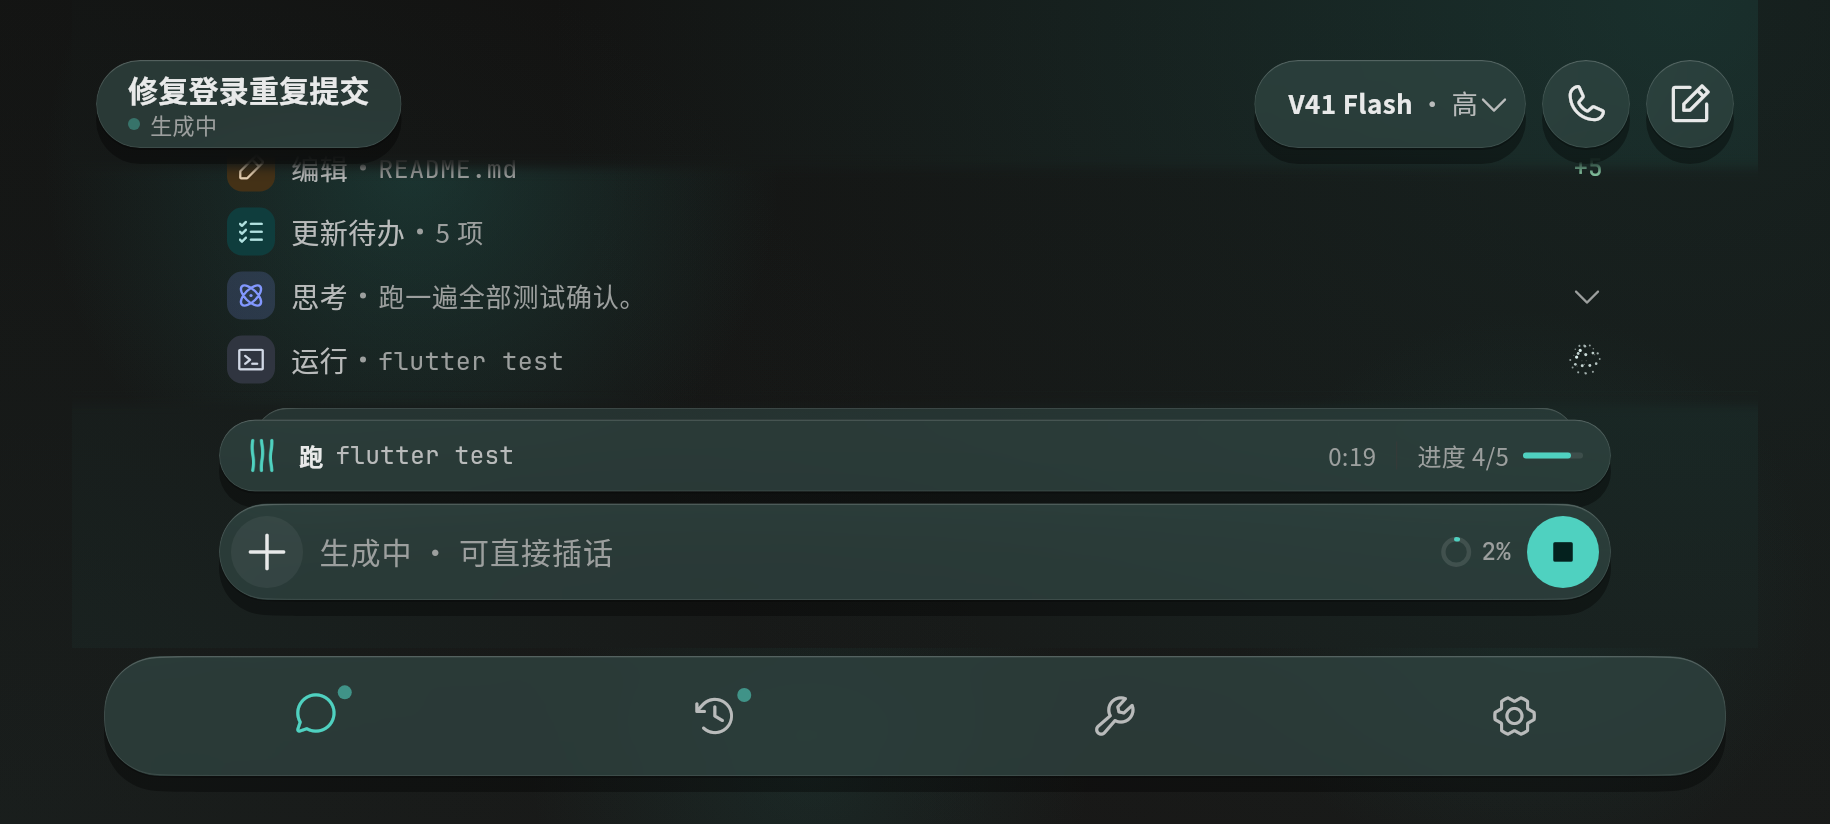 修复登录重复提交
生成中
V41 Flash · 高
编辑 · README.md
+5
更新待办 · 5 项
思考 · 跑一遍全部测试确认。
运行 · flutter test
跑 flutter test
0:19
进度 4/5
生成中 · 可直接插话
2%